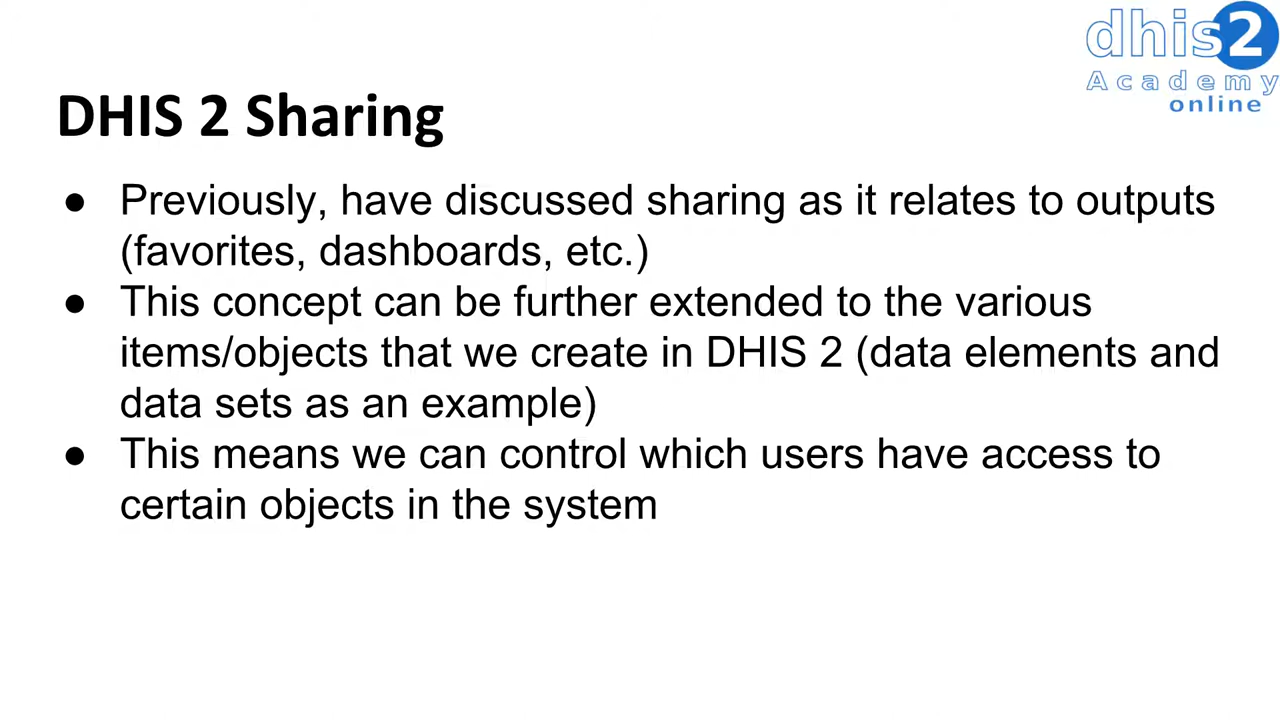 dhis2
Academy
online
DHIS 2 Sharing
● Previously, have discussed sharing as it relates to outputs
(favorites, dashboards, etc.)
● This concept can be further extended to the various
items/objects that we create in DHIS 2 (data elements and
data sets as an example)
● This means we can control which users have access to
certain objects in the system